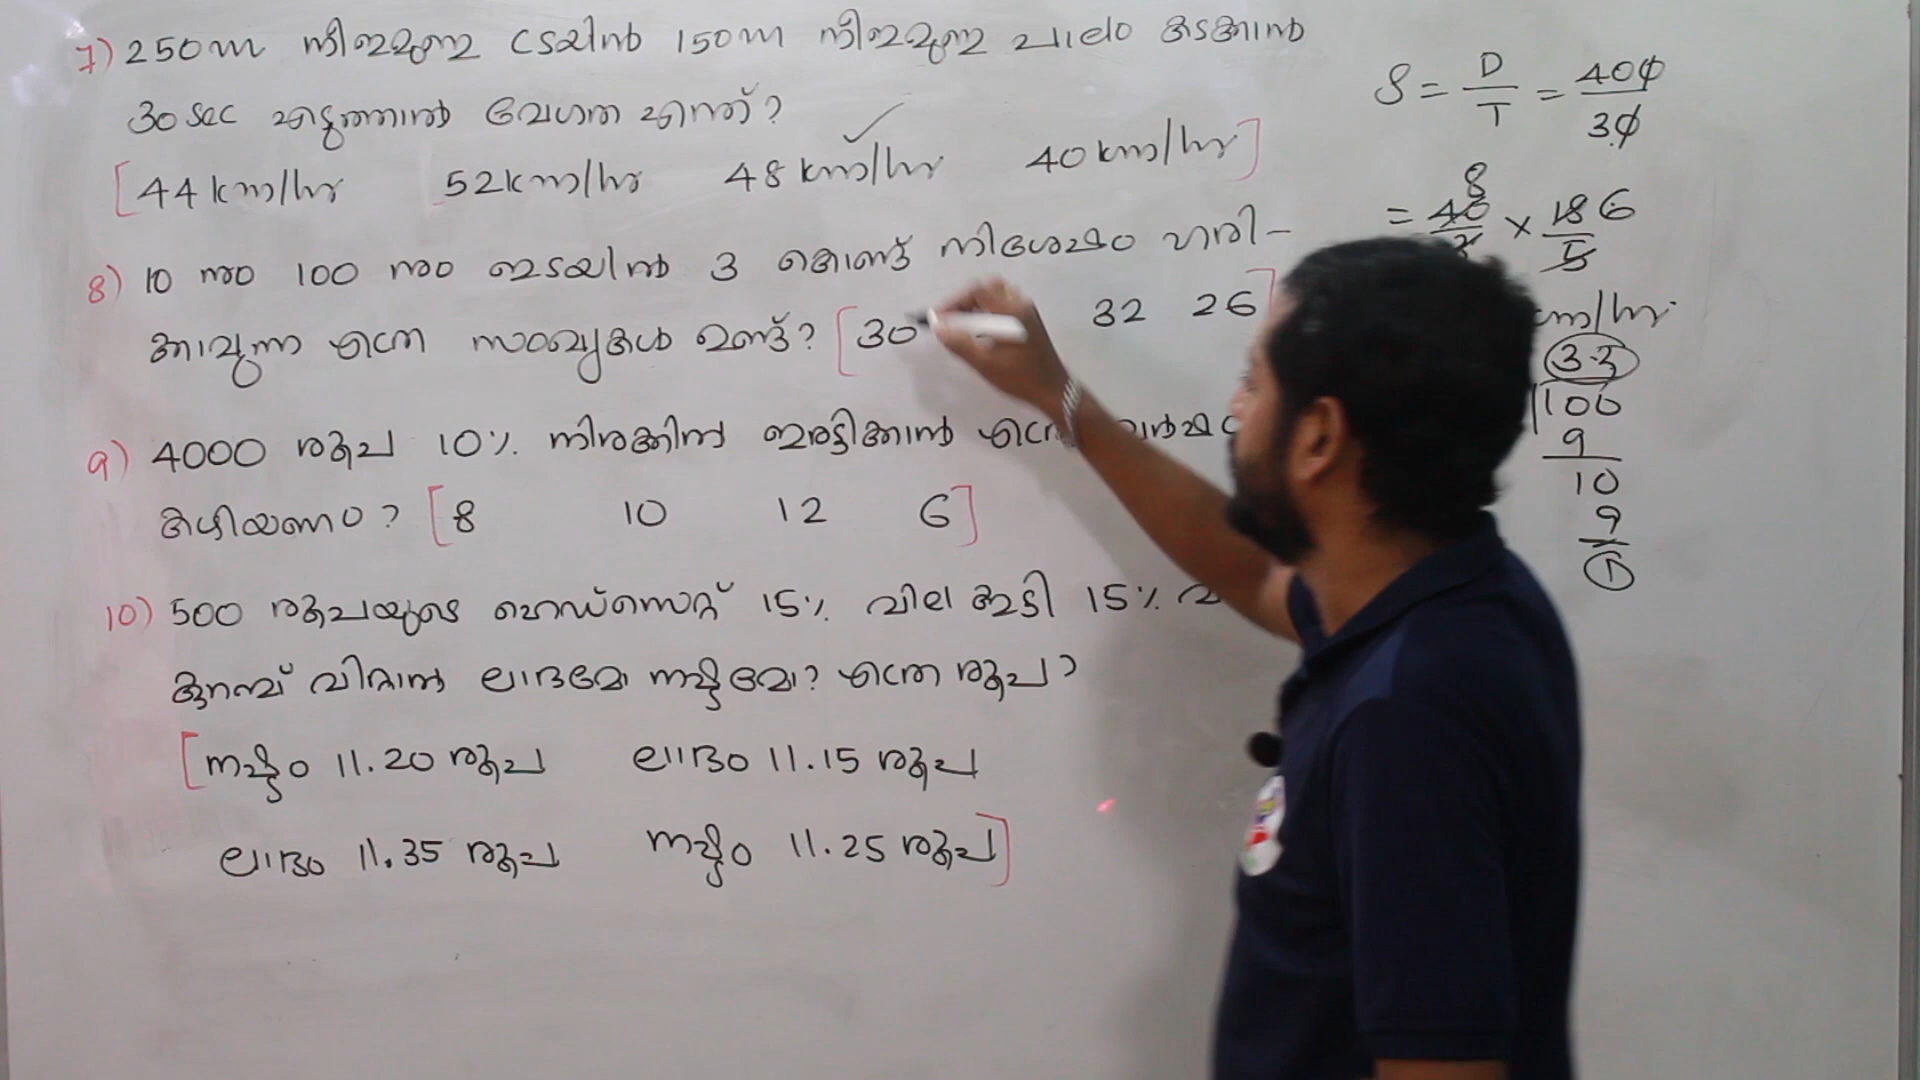 7) 250m നീളമുള്ള ട്രെയിൻ 150m നീളമുള്ള പാലം കടക്കാൻ
30 sec എടുത്താൽ വേഗത എന്ത്?
[44 km/hr 52 km/hr 48 km/hr 40 km/hr]
8) 10 നും 100 നും ഇടയിൽ 3 കൊണ്ട് നിശേഷം ഹരി-
ക്കാവുന്ന എത്ര സംഖ്യകൾ ഉണ്ട്? [30 32 26]
9) 4000 രൂപ 10% നിരക്കിൽ ഇരട്ടിക്കാൻ
കഴിയണം? [8 10 12 6]
10) 500 രൂപയുടെ ഹെഡ്സെറ്റ് 15% വില കൂട്ടി 15%
കുറച്ച് വിറ്റാൽ ലാഭമോ നഷ്ടമോ? എത്ര രൂപ?
[നഷ്ടം 11.20 രൂപ ലാഭം 11.15 രൂപ
ലാഭം 11.35 രൂപ നഷ്ടം 11.25 രൂപ]
S = D/T = 400/30
= 40/3 × 18/5
8 6
km/hr
33
100
9
10
9
1